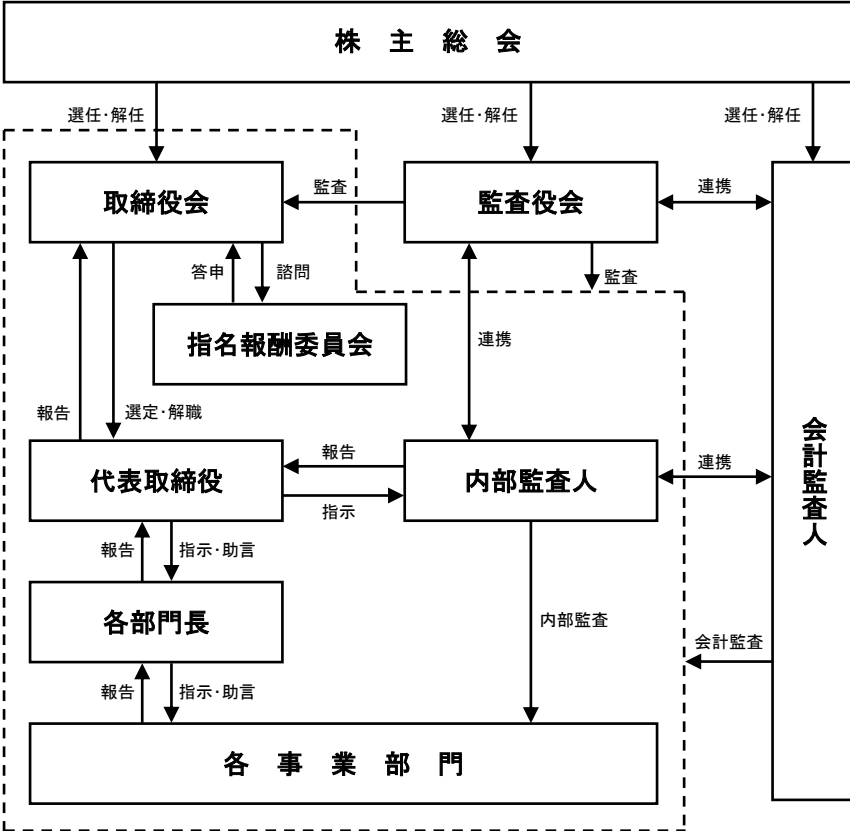 株 主 総 会
選任・解任
選任・解任
選任・解任
取締役会
監査
監査役会
連携
答申
諮問
監査
指名報酬委員会
連携
報告
選定・解職
代表取締役
報告
指示
内部監査人
連携
会計監査人
報告
指示・助言
各部門長
内部監査
会計監査
報告
指示・助言
各 事 業 部 門